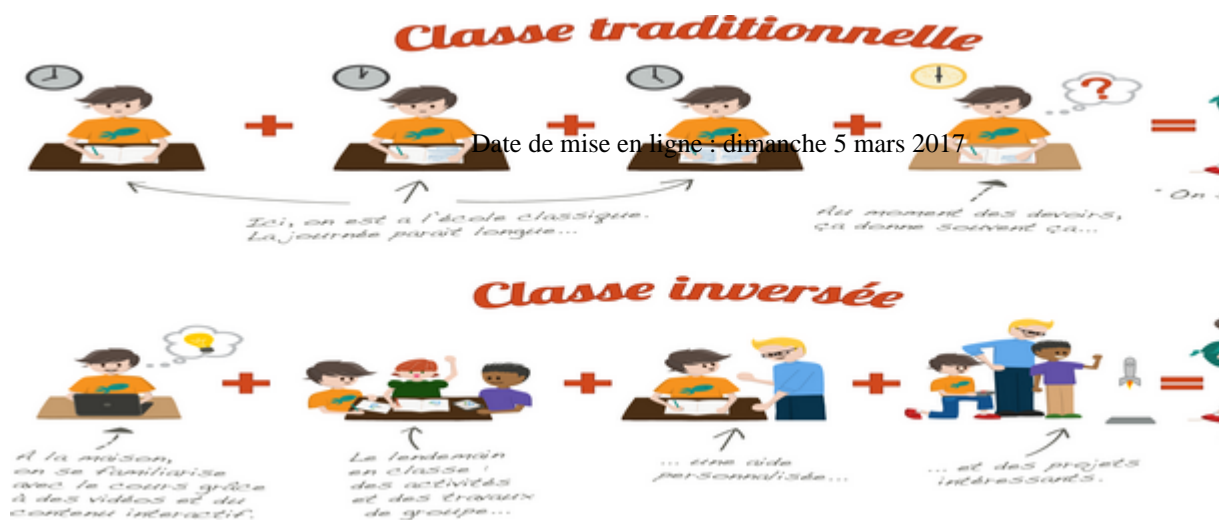 Classe traditionnelle
Date de mise en ligne : dimanche 5 mars 2017
Ici, on est a l'école classique.
La journée parait longue...
Au moment des devoirs,
ça donne souvent ça...
"On
Classe inversée
A la maison,
on se familiarise
avec le cours grâce
à des vidéos et du
contenu interactif.
Le lendemain
en classe :
des activités
et des travaux
de groupe...
... une aide
personnalisée...
... et des projets
intéressants.